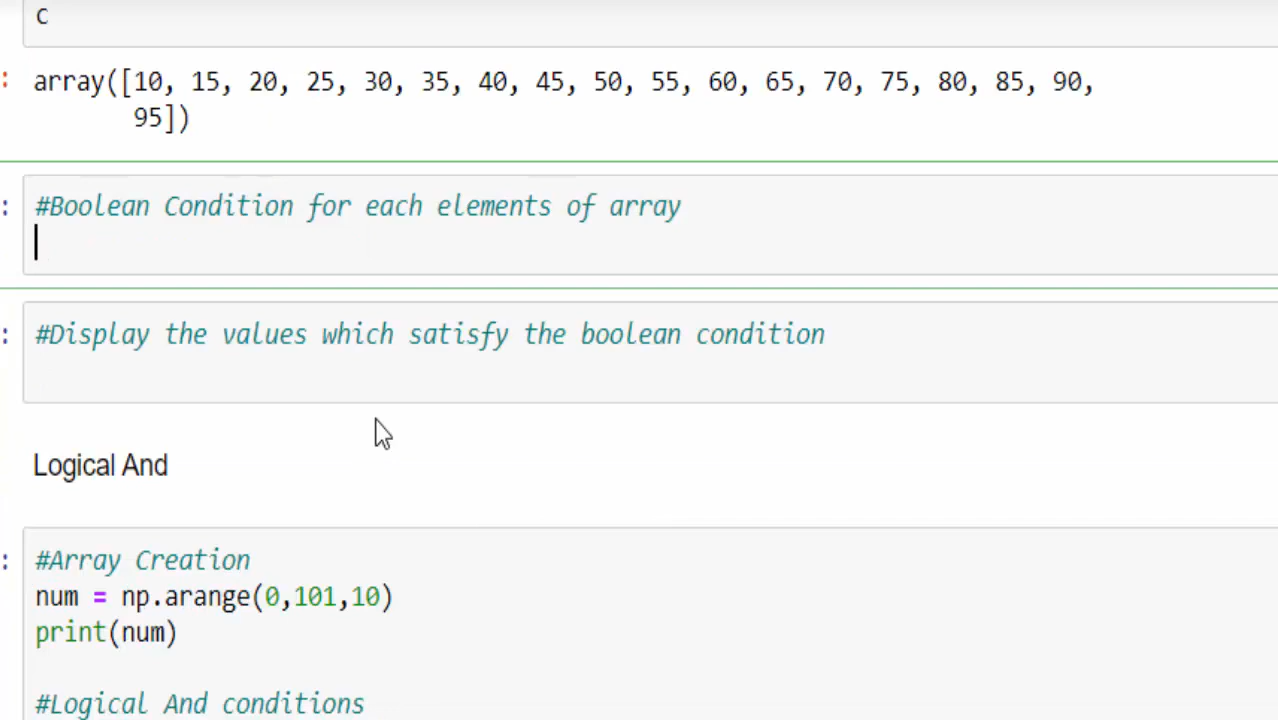 c
: array([10, 15, 20, 25, 30, 35, 40, 45, 50, 55, 60, 65, 70, 75, 80, 85, 90,
95])
: #Boolean Condition for each elements of array
: #Display the values which satisfy the boolean condition
Logical And
: #Array Creation
num = np.arange(0,101,10)
print(num)
#Logical And conditions